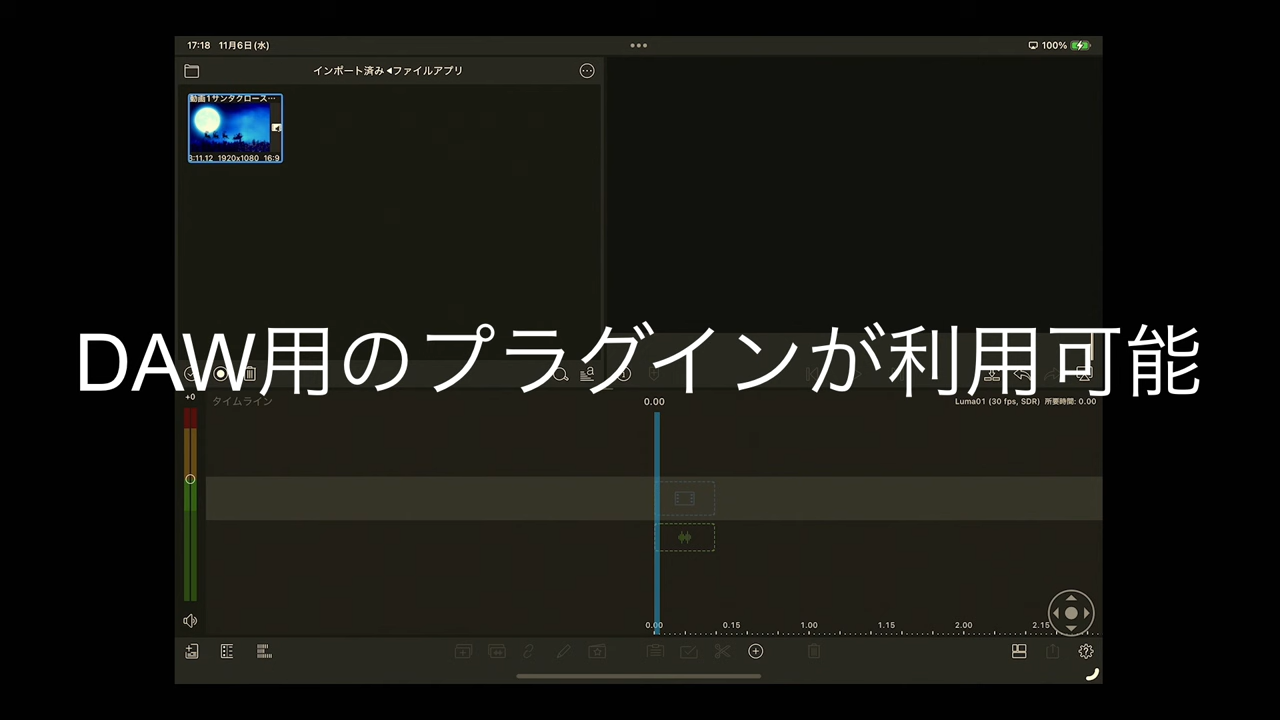 17:18 11月6日(水)
100%
インポート済み◀ファイルアプリ
動画1サンタクロース…
3:11.12 1920x1080 16:9
DAW用のプラグインが利用可能
+0
タイムライン
0.00
Luma01 (30 fps, SDR) 所要時間: 0.00
0.00 0.15 1.00 1.15 2.00 2.15